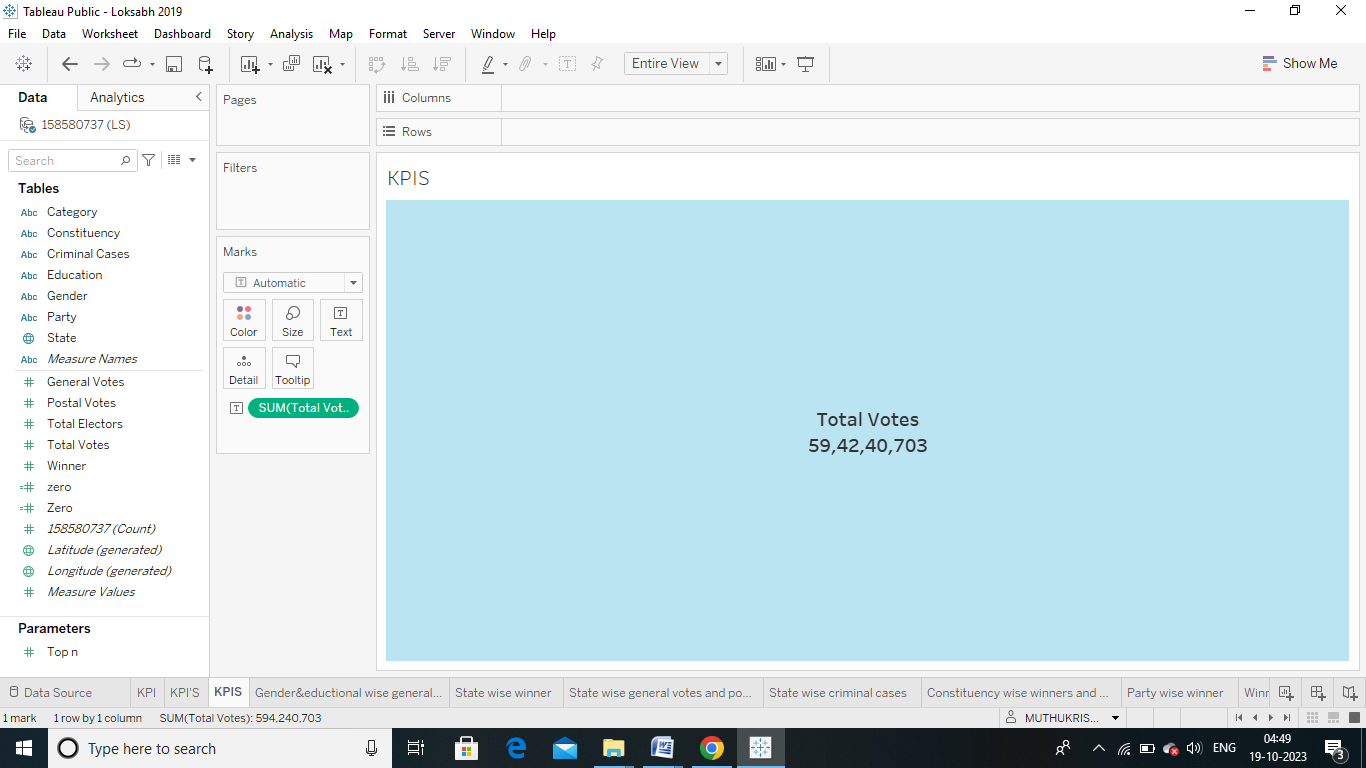 Tableau Public - Loksabh 2019
File Data Worksheet Dashboard Story Analysis Map Format Server Window Help
Entire View
Show Me
Data Analytics
158580737 (LS)
Search
Tables
Abc Category
Abc Constituency
Abc Criminal Cases
Abc Education
Abc Gender
Abc Party
State
Abc Measure Names
# General Votes
# Postal Votes
# Total Electors
# Total Votes
# Winner
=# zero
=# Zero
# 158580737 (Count)
Latitude (generated)
Longitude (generated)
# Measure Values
Parameters
# Top n
Pages
Filters
Marks
T Automatic
Color Size Text
Detail Tooltip
T SUM(Total Vot..
Columns
Rows
KPIS
Total Votes
59,42,40,703
Data Source KPI KPI'S KPIS Gender&eductional wise general... State wise winner State wise general votes and po... State wise criminal cases Constituency wise winners and ... Party wise winner Winr
1 mark 1 row by 1 column SUM(Total Votes): 594,240,703 MUTHUKRIS...
Type here to search
ENG
04:49
19-10-2023
3